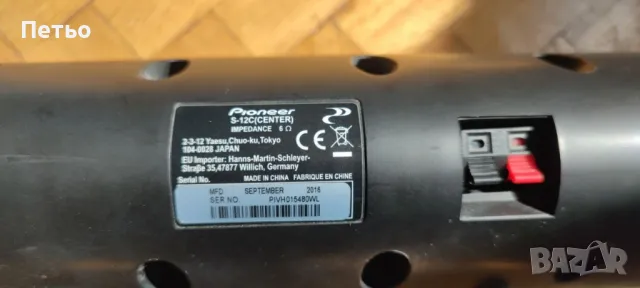 Петьо
Pioneer
S-12C(CENTER)
IMPEDANCE 6 Ω
2-3-12 Yaesu,Chuo-ku,Tokyo
104-0028 JAPAN
EU Importer: Hanns-Martin-Schleyer-
Straβe 35,47877 Willich, Germany
MADE IN CHINA FABRIQUE EN CHINE
Serial No.
MFD SEPTEMBER 2015
SER.NO. PIVH015480WL
BAZAR